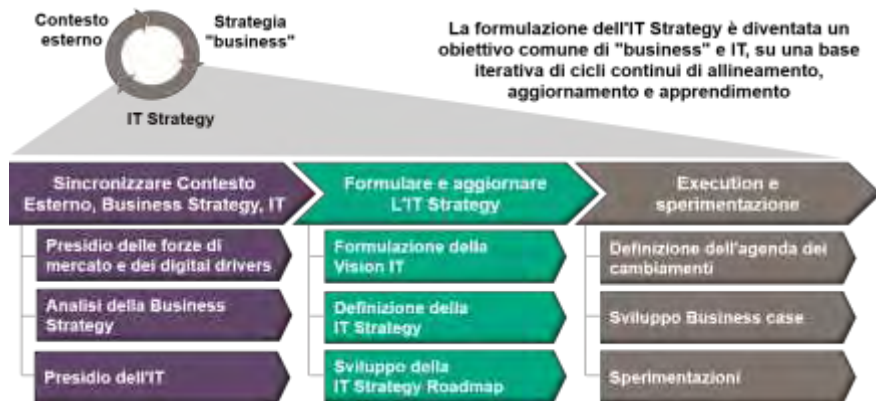 Contesto
esterno
Strategia
"business"
IT Strategy
La formulazione dell'IT Strategy è diventata un
obiettivo comune di "business" e IT, su una base
iterativa di cicli continui di allineamento,
aggiornamento e apprendimento
Sincronizzare Contesto
Esterno, Business Strategy, IT
Presidio delle forze di
mercato e dei digital drivers
Analisi della Business
Strategy
Presidio dell'IT
Formulare e aggiornare
L'IT Strategy
Formulazione della
Vision IT
Definizione della
IT Strategy
Sviluppo della
IT Strategy Roadmap
Execution e
sperimentazione
Definizione dell'agenda dei
cambiamenti
Sviluppo Business case
Sperimentazioni